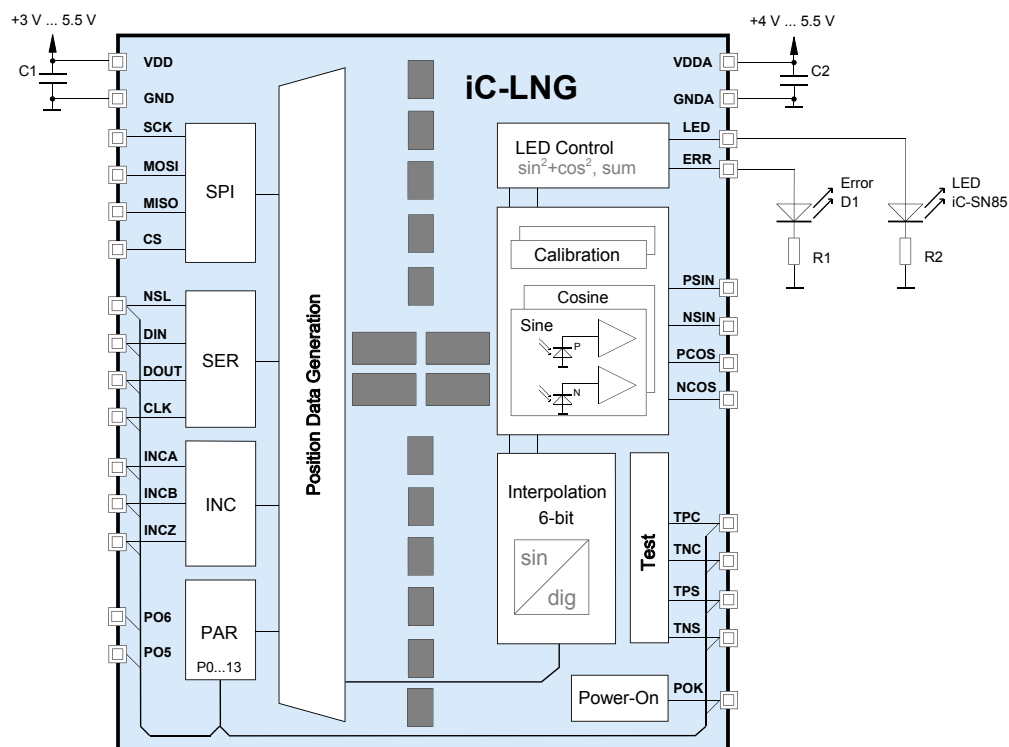 +3 V ... 5.5 V
+4 V ... 5.5 V
C1
VDD
GND
iC-LNG
VDDA
GNDA
C2
SCK
MOSI
MISO
CS
SPI
LED Control
sin²+cos², sum
LED
ERR
Error
D1
LED
iC-SN85
R1
R2
Calibration
Cosine
Sine
P
N
PSIN
NSIN
PCOS
NCOS
NSL
DIN
DOUT
CLK
SER
Position Data Generation
INCA
INCB
INCZ
INC
Interpolation
6-bit
sin
dig
Test
TPC
TNC
TPS
TNS
PO6
PO5
PAR
P0...13
Power-On
POK